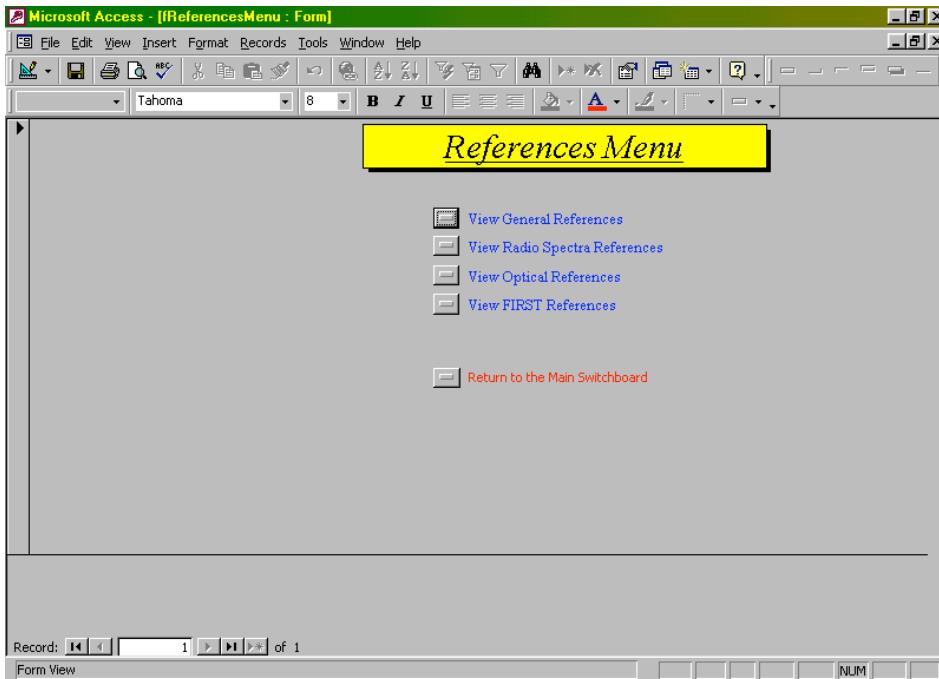 Microsoft Access - [fReferencesMenu : Form]
File Edit View Insert Format Records Tools Window Help
Tahoma 8 B I U
References Menu
View General References
View Radio Spectra References
View Optical References
View FIRST References
Return to the Main Switchboard
Record: 1 of 1
Form View NUM